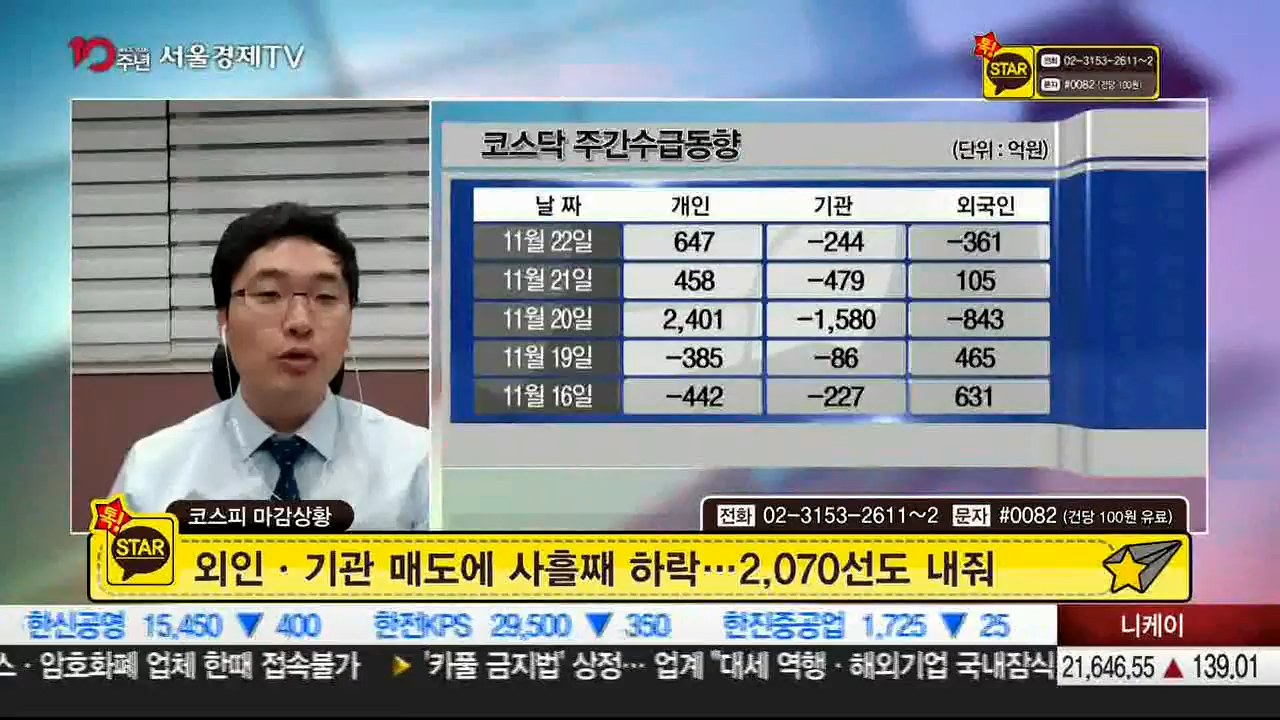 10주년 서울경제TV
톡! STAR
전화 02-3153-2611~2
문자 #0082 (건당 100원)
코스닥 주간수급동향
(단위 : 억원)
날 짜 개인 기관 외국인
11월 22일 647 -244 -361
11월 21일 458 -479 105
11월 20일 2,401 -1,580 -843
11월 19일 -385 -86 465
11월 16일 -442 -227 631
코스피 마감상황
전화 02-3153-2611~2 문자 #0082 (건당 100원 유료)
톡! STAR
외인 · 기관 매도에 사흘째 하락…2,070선도 내줘
한신공영 15,450 ▼ 400 한전KPS 29,500 ▼ 350 한진중공업 1,725 ▼ 25
니케이
스 · 암호화폐 업체 한때 접속불가 ▶ '카풀 금지법' 상정… 업계 "대세 역행 · 해외기업 국내잠식
21,646.55 ▲ 139.01